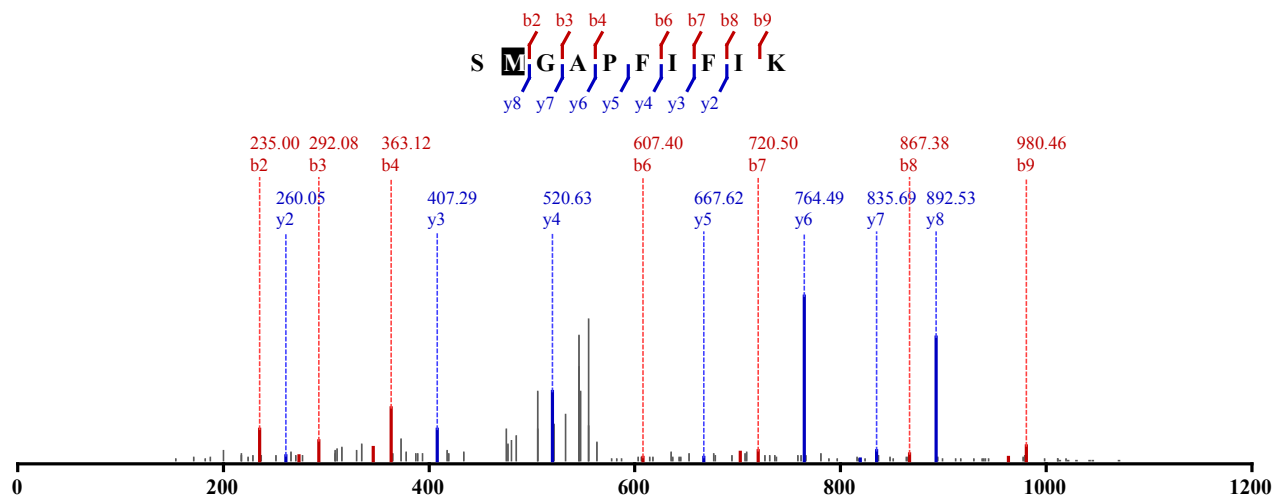 b2 b3 b4 b6 b7 b8 b9
S M G A P F I F I K
y8 y7 y6 y5 y4 y3 y2
235.00 292.08 363.12 607.40 720.50 867.38 980.46
b2 b3 b4 b6 b7 b8 b9
260.05 407.29 520.63 667.62 764.49 835.69 892.53
y2 y3 y4 y5 y6 y7 y8
0 200 400 600 800 1000 1200